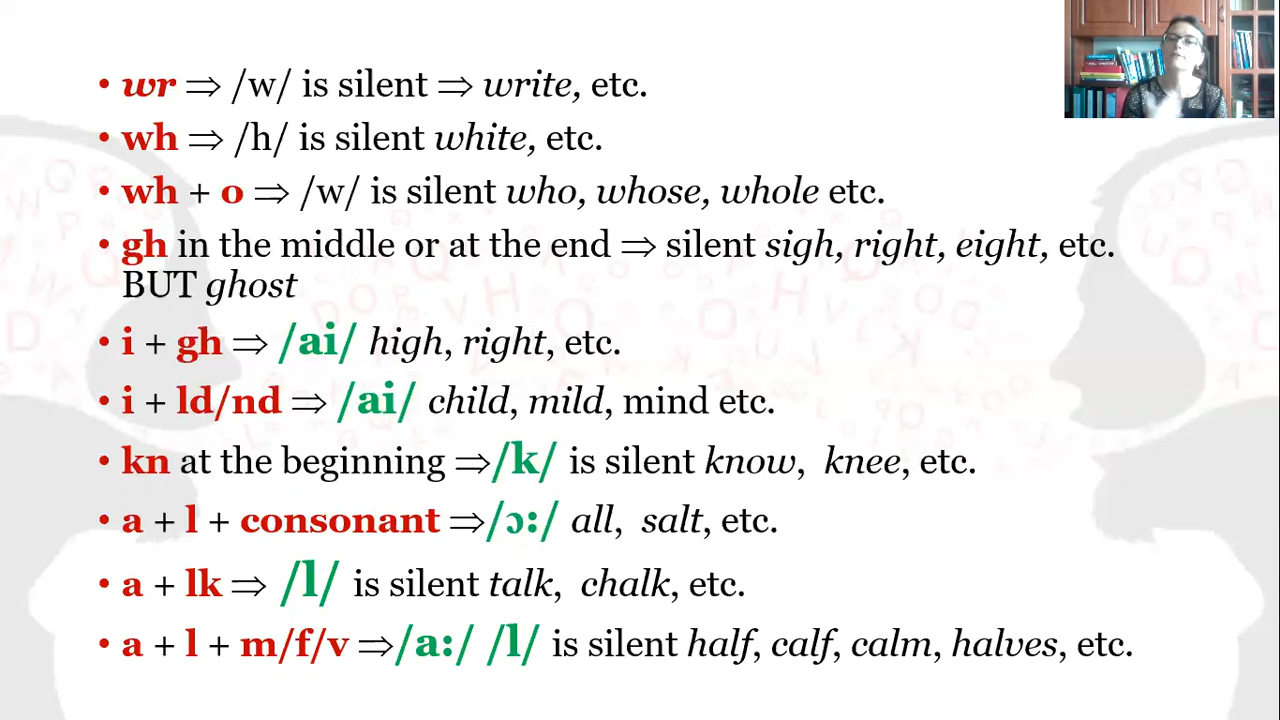 • wr ⇒ /w/ is silent ⇒ write, etc.
• wh ⇒ /h/ is silent white, etc.
• wh + o ⇒ /w/ is silent who, whose, whole etc.
• gh in the middle or at the end ⇒ silent sigh, right, eight, etc.
BUT ghost
• i + gh ⇒ /ai/ high, right, etc.
• i + ld/nd ⇒ /ai/ child, mild, mind etc.
• kn at the beginning ⇒/k/ is silent know, knee, etc.
• a + l + consonant ⇒/ɔ:/ all, salt, etc.
• a + lk ⇒ /l/ is silent talk, chalk, etc.
• a + l + m/f/v ⇒/a:/ /l/ is silent half, calf, calm, halves, etc.